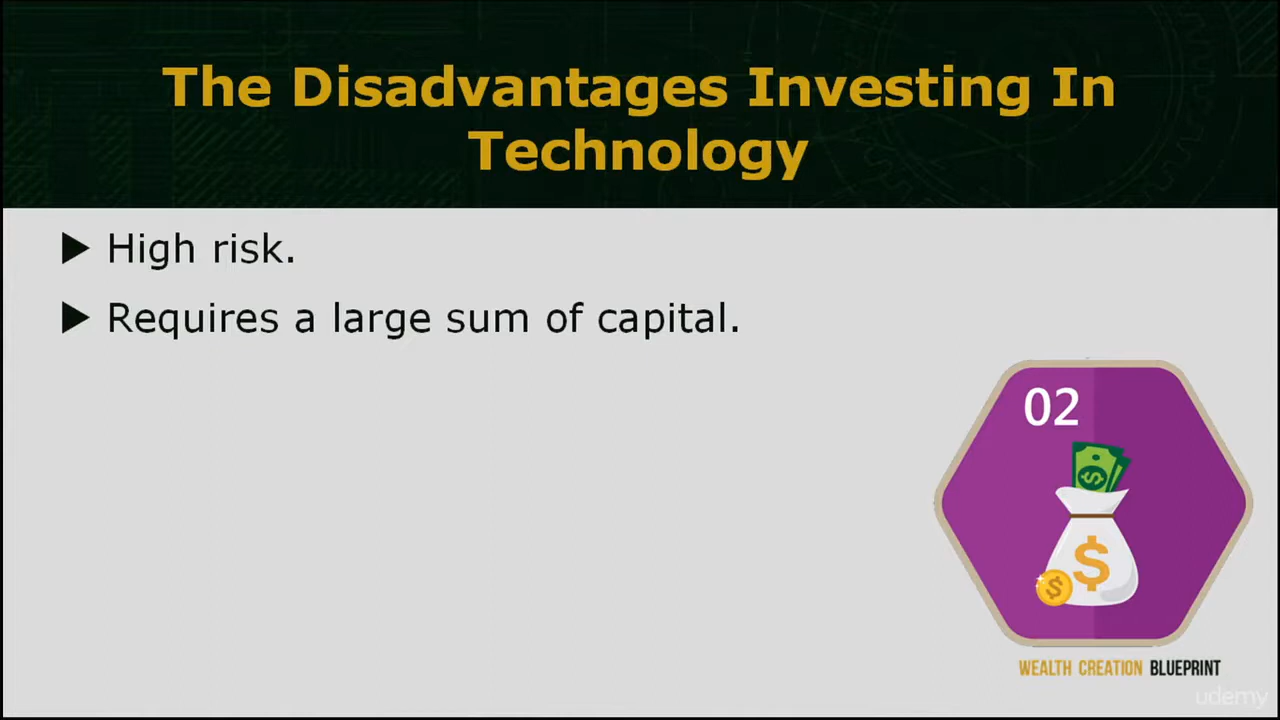 The Disadvantages Investing In
Technology
▶ High risk.
▶ Requires a large sum of capital.
02
$
$
$
WEALTH CREATION BLUEPRINT
udemy